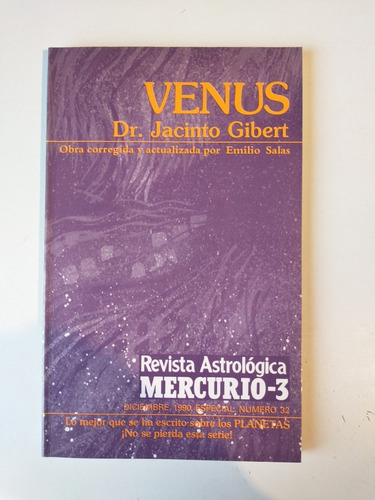 VENUS
Dr. Jacinto Gibert
Obra corregida y actualizada por Emilio Salas
Revista Astrológica
MERCURIO-3
DICIEMBRE, 1990, ESPECIAL, NUMERO 32
Lo mejor que se ha escrito sobre los PLANETAS
¡No se pierda esta serie!